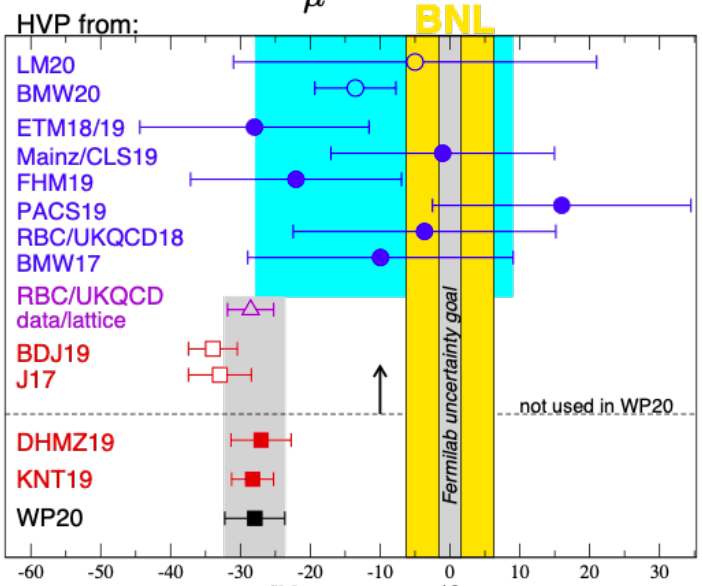 μ
HVP from:
BNL
LM20
BMW20
ETM18/19
Mainz/CLS19
FHM19
PACS19
RBC/UKQCD18
BMW17
RBC/UKQCD
data/lattice
BDJ19
J17
not used in WP20
Fermilab uncertainty goal
DHMZ19
KNT19
WP20
-60 -50 -40 -30 -20 -10 0 10 20 30